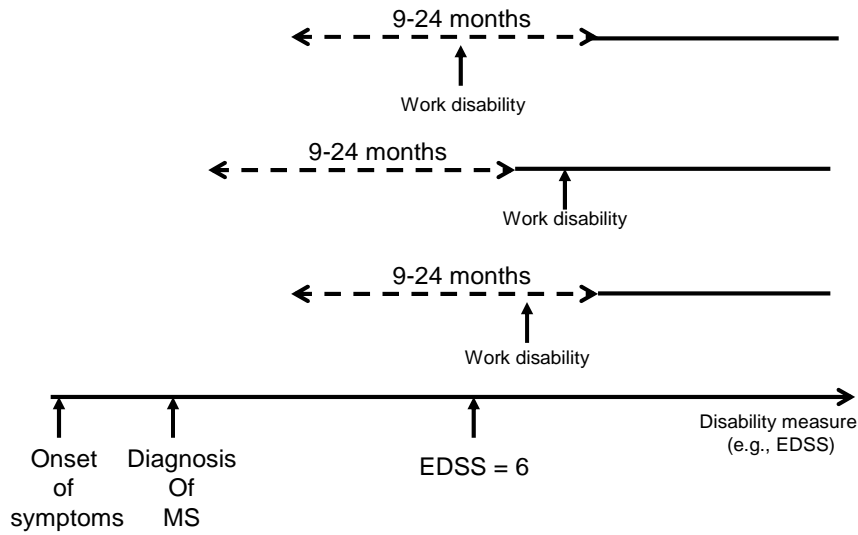 9-24 months
Work disability
9-24 months
Work disability
9-24 months
Work disability
Disability measure
(e.g., EDSS)
Onset
of
symptoms
Diagnosis
Of
MS
EDSS = 6